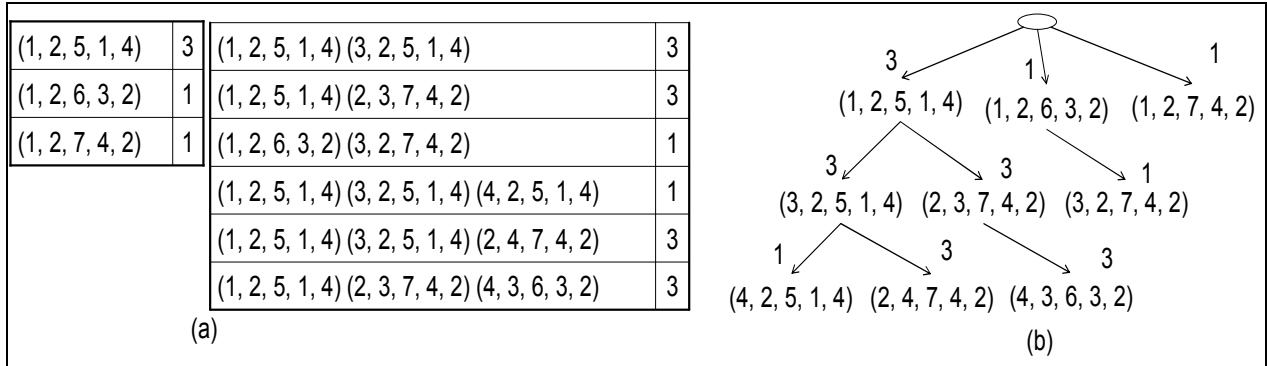 (1, 2, 5, 1, 4) 3
(1, 2, 6, 3, 2) 1
(1, 2, 7, 4, 2) 1
(1, 2, 5, 1, 4) (3, 2, 5, 1, 4) 3
(1, 2, 5, 1, 4) (2, 3, 7, 4, 2) 3
(1, 2, 6, 3, 2) (3, 2, 7, 4, 2) 1
(1, 2, 5, 1, 4) (3, 2, 5, 1, 4) (4, 2, 5, 1, 4) 1
(1, 2, 5, 1, 4) (3, 2, 5, 1, 4) (2, 4, 7, 4, 2) 3
(1, 2, 5, 1, 4) (2, 3, 7, 4, 2) (4, 3, 6, 3, 2) 3
(a)
3 1 1
(1, 2, 5, 1, 4) (1, 2, 6, 3, 2) (1, 2, 7, 4, 2)
3 3 1
(3, 2, 5, 1, 4) (2, 3, 7, 4, 2) (3, 2, 7, 4, 2)
1 3 3
(4, 2, 5, 1, 4) (2, 4, 7, 4, 2) (4, 3, 6, 3, 2)
(b)